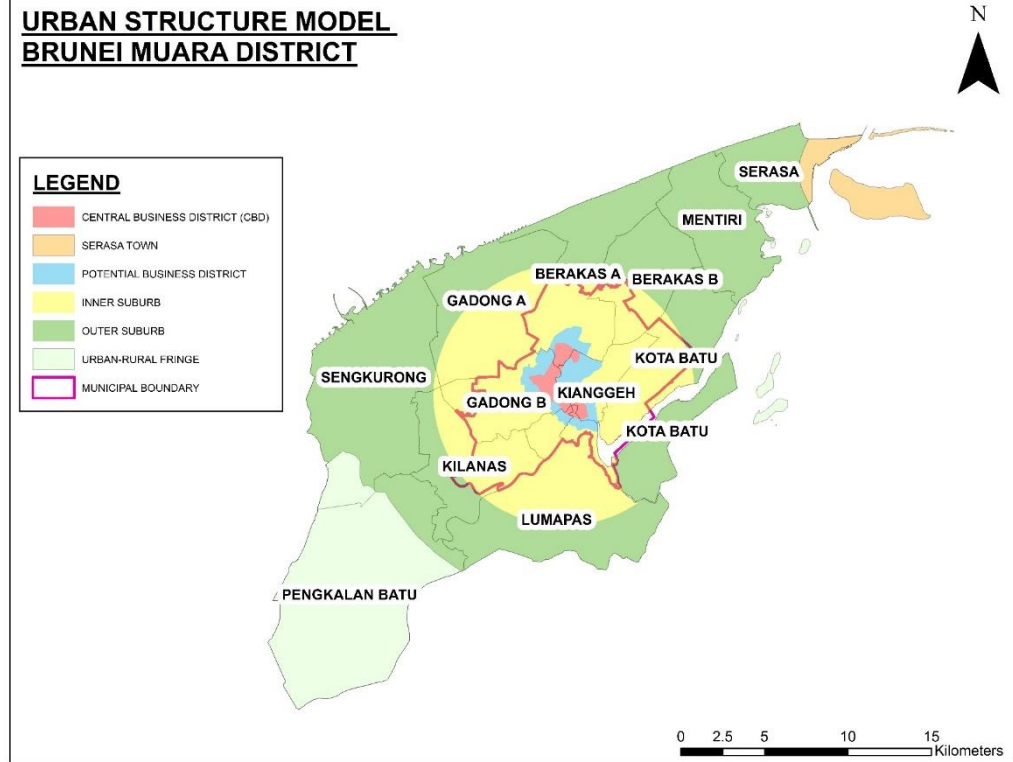 URBAN STRUCTURE MODEL
BRUNEI MUARA DISTRICT
N
LEGEND
CENTRAL BUSINESS DISTRICT (CBD)
SERASA TOWN
POTENTIAL BUSINESS DISTRICT
INNER SUBURB
OUTER SUBURB
URBAN-RURAL FRINGE
MUNICIPAL BOUNDARY
SERASA
MENTIRI
BERAKAS A
BERAKAS B
GADONG A
KOTA BATU
SENGKURONG
KIANGGEH
GADONG B
KOTA BATU
KILANAS
LUMAPAS
PENGKALAN BATU
0 2.5 5 10 15
Kilometers